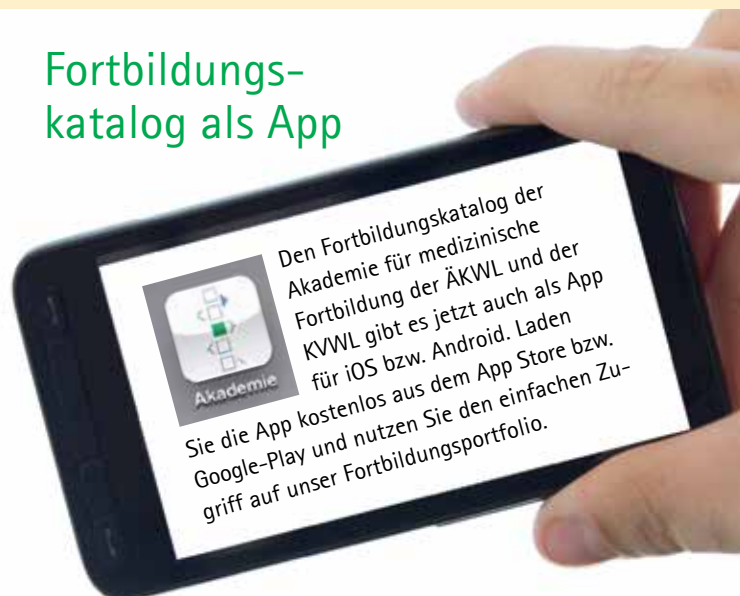 Fortbildungs-
katalog als App
Den Fortbildungskatalog der
Akademie für medizinische
Fortbildung der ÄKWL und der
KVWL gibt es jetzt auch als App
für iOS bzw. Android. Laden
Sie die App kostenlos aus dem App Store bzw.
Google-Play und nutzen Sie den einfachen Zu-
griff auf unser Fortbildungsportfolio.
Akademie